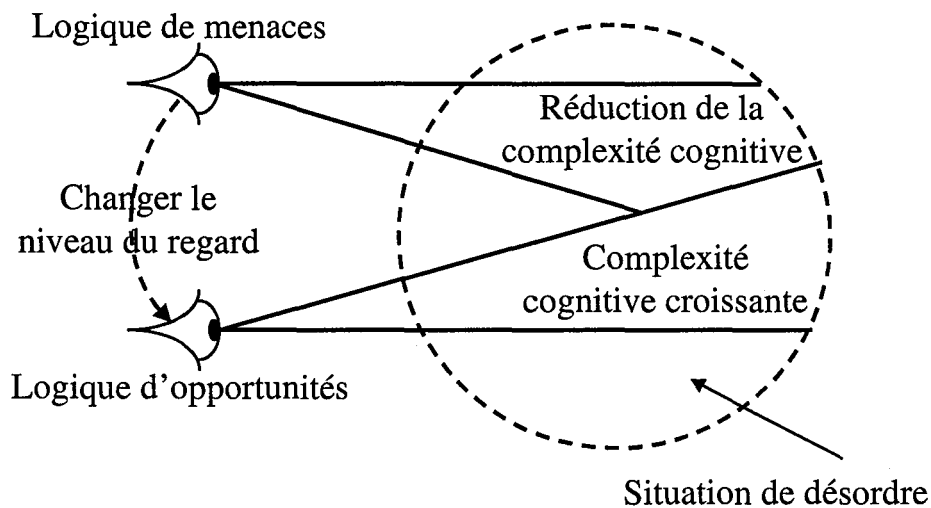 Logique de menaces
Réduction de la
complexité cognitive
Changer le
niveau du regard
Complexité
cognitive croissante
Logique d'opportunités
Situation de désordre